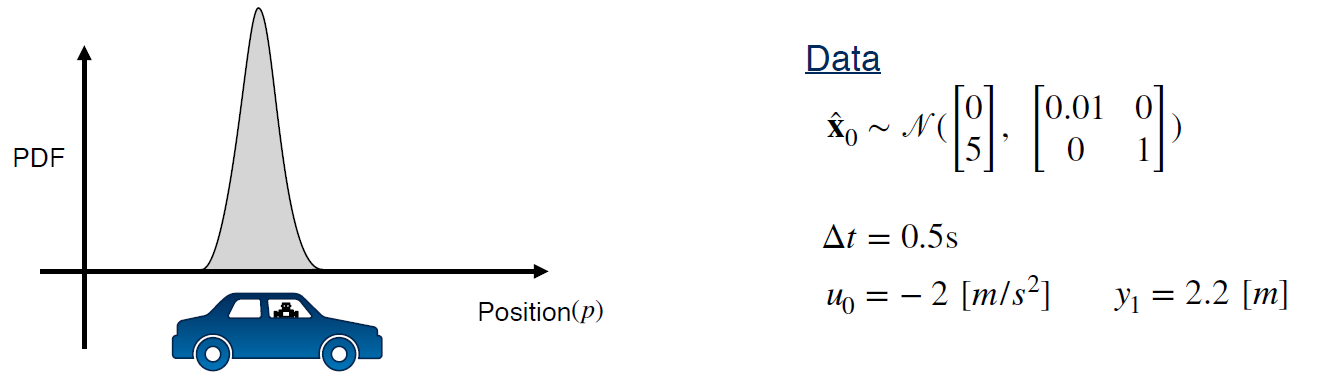 PDF
Position(p)
Data
x̂₀ ∼ 𝒩([0 5], [0.01 0 0 1])
Δt = 0.5s
u₀ = − 2 [m/s²] y₁ = 2.2 [m]